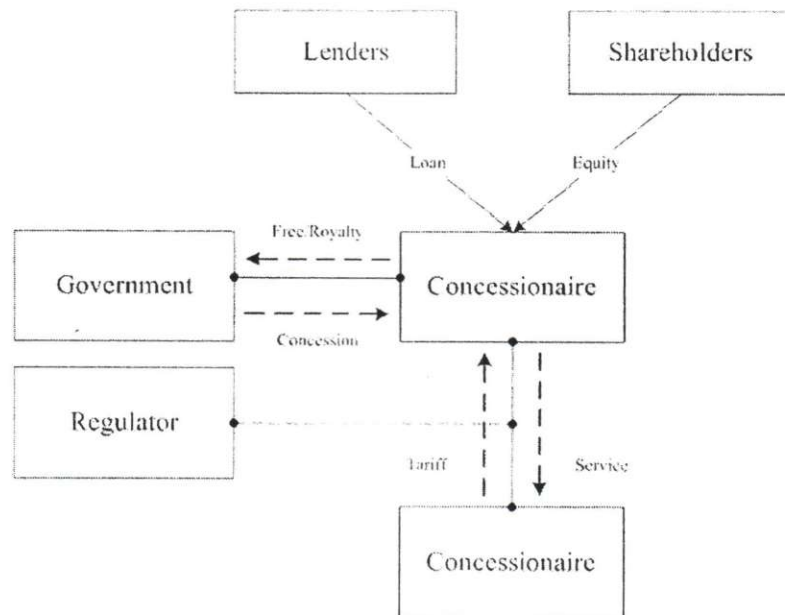 Lenders
Shareholders
Loan
Equity
Free/Royalty
Government
Concessionaire
Concession
Regulator
Tariff
Service
Concessionaire